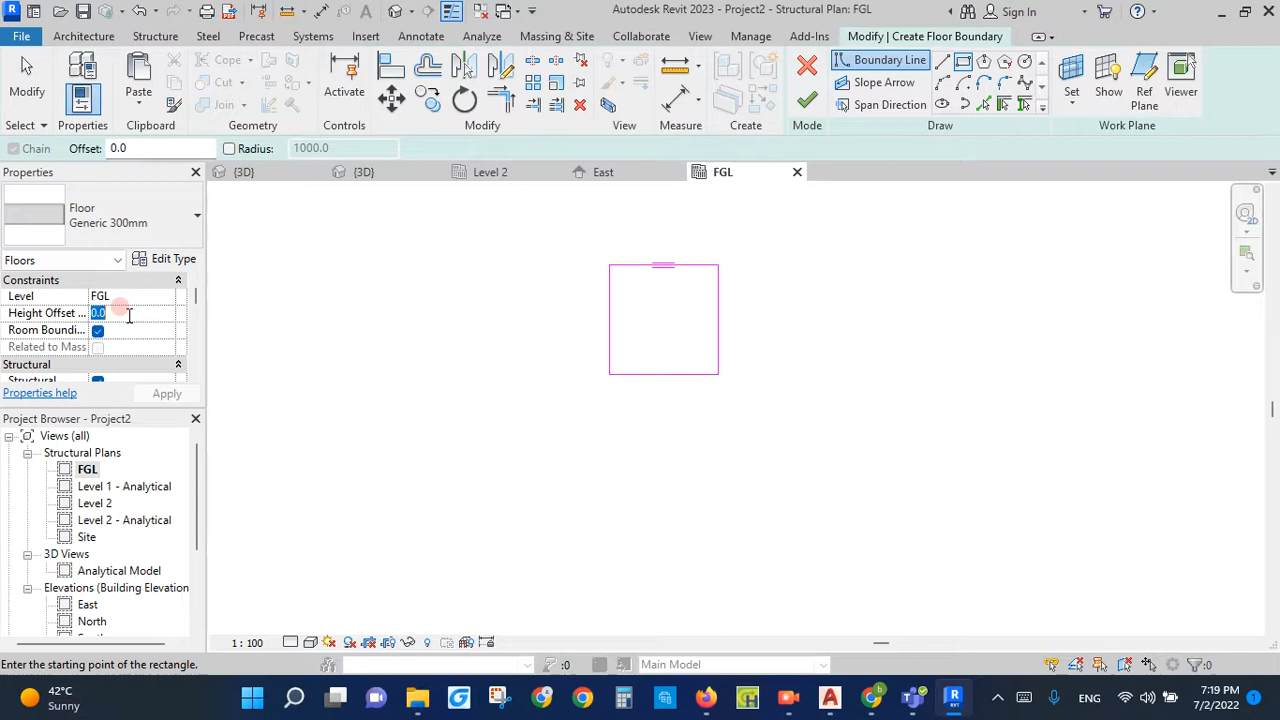 Autodesk Revit 2023 - Project2 - Structural Plan: FGL
Sign In
File Architecture Structure Steel Precast Systems Insert Annotate Analyze Massing & Site Collaborate View Manage Add-Ins Modify | Create Floor Boundary
Modify Paste Cope Cut Join Activate Boundary Line Slope Arrow Span Direction Set Show Ref Plane Viewer
Select Properties Clipboard Geometry Controls Modify View Measure Create Mode Draw Work Plane
Chain Offset: 0.0 Radius: 1000.0
Properties
{3D} {3D} Level 2 East FGL
Floor
Generic 300mm
Floors Edit Type
Constraints
Level FGL
Height Offset ... 0.0
Room Boundi...
Related to Mass
Structural
Structural
Properties help Apply
Project Browser - Project2
Views (all)
Structural Plans
FGL
Level 1 - Analytical
Level 2
Level 2 - Analytical
Site
3D Views
Analytical Model
Elevations (Building Elevation
East
North
1 : 100
Enter the starting point of the rectangle.
:0 Main Model :0
42°C
Sunny
ENG
7:19 PM
7/2/2022